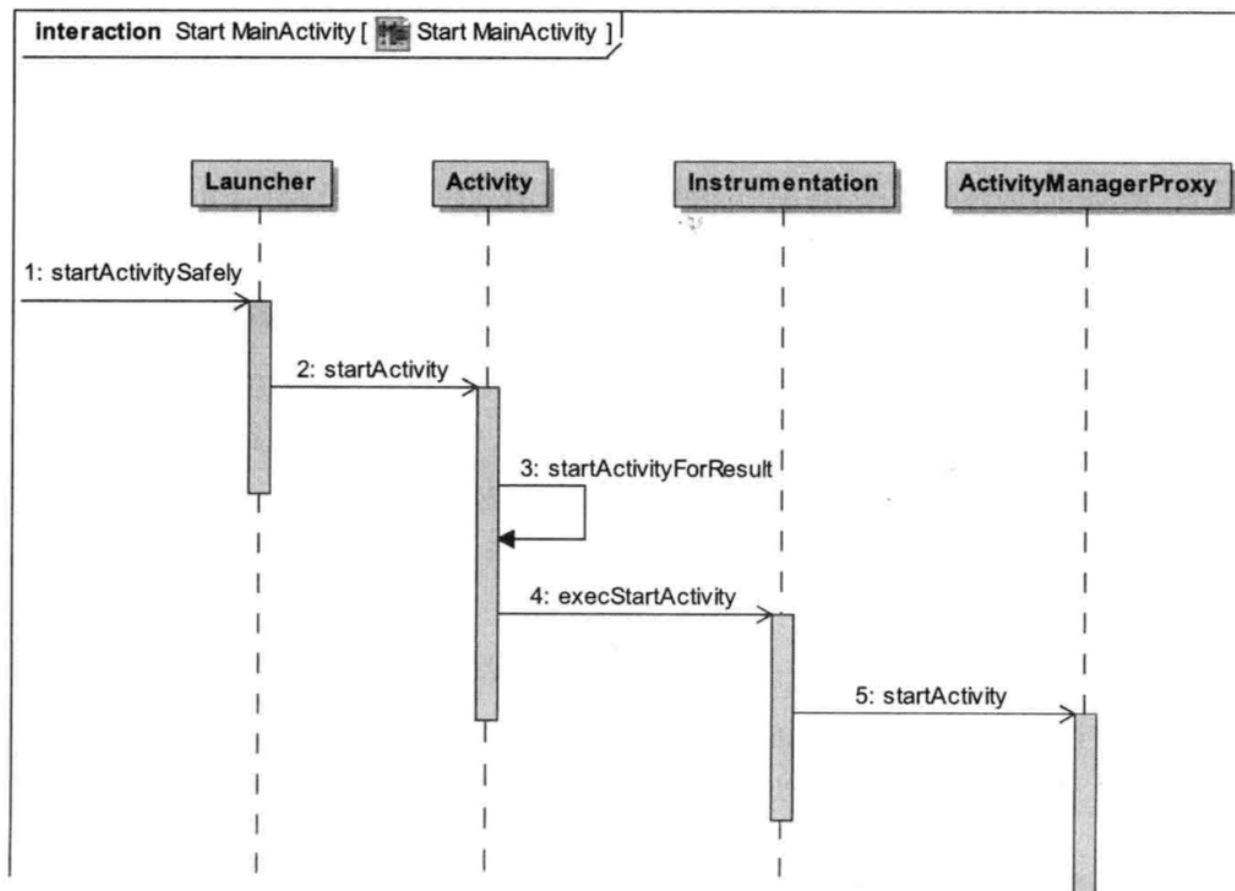 interaction Start MainActivity [ Start MainActivity ]
Launcher
Activity
Instrumentation
ActivityManagerProxy
1: startActivitySafely
2: startActivity
3: startActivityForResult
4: execStartActivity
5: startActivity